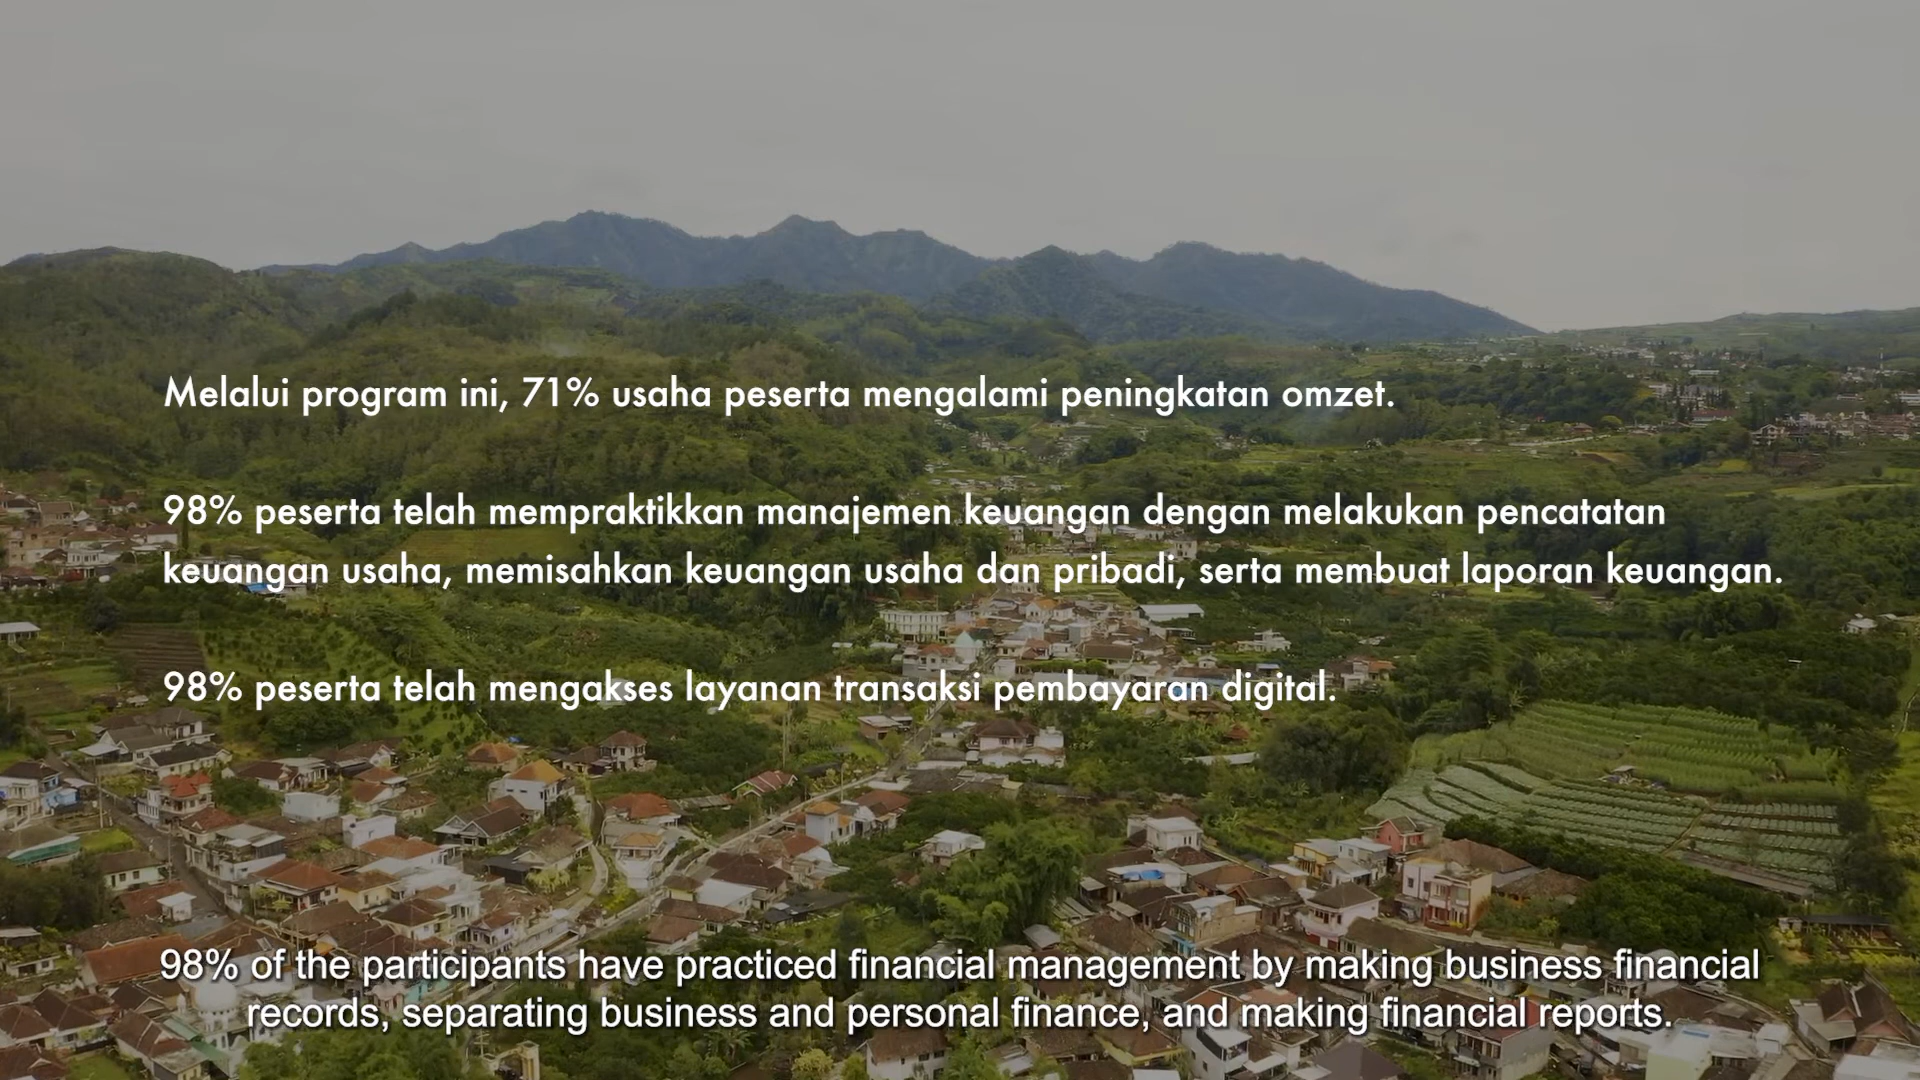 Melalui program ini, 71% usaha peserta mengalami peningkatan omzet.
98% peserta telah mempraktikkan manajemen keuangan dengan melakukan pencatatan
keuangan usaha, memisahkan keuangan usaha dan pribadi, serta membuat laporan keuangan.
98% peserta telah mengakses layanan transaksi pembayaran digital.
98% of the participants have practiced financial management by making business financial
records, separating business and personal finance, and making financial reports.